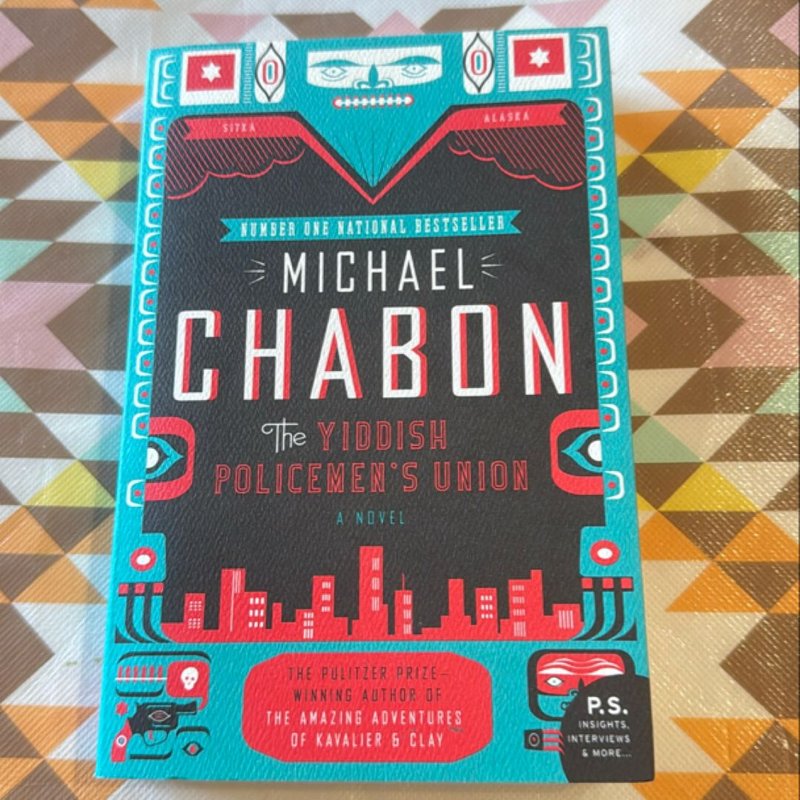 SITKA
ALASKA
NUMBER ONE NATIONAL BESTSELLER
MICHAEL
CHABON
The YIDDISH
POLICEMEN'S UNION
A NOVEL
THE PULITZER PRIZE–
WINNING AUTHOR OF
THE AMAZING ADVENTURES
OF KAVALIER & CLAY
P.S.
INSIGHTS,
INTERVIEWS
& MORE...